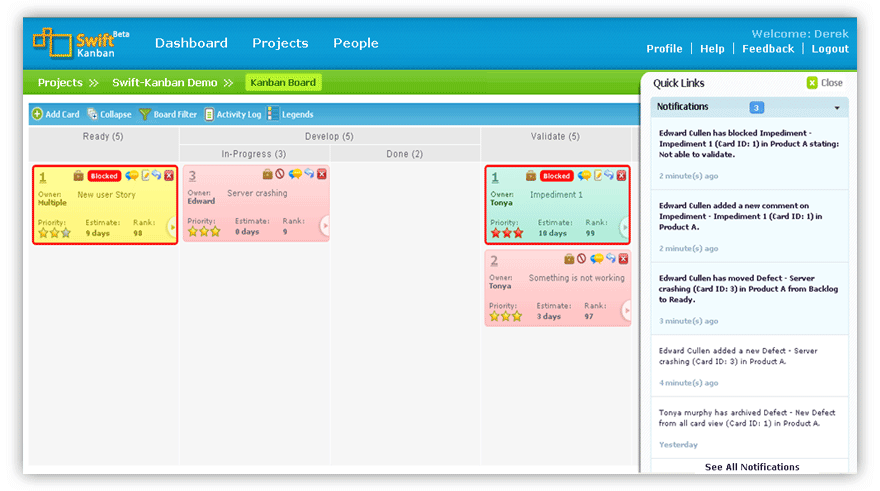 Swift Beta
Kanban
Dashboard Projects People
Welcome: Derek
Profile | Help | Feedback | Logout
Projects >> Swift-Kanban Demo >> Kanban Board
Add Card Collapse Board Filter Activity Log Legends
Ready (5)
Develop (5)
Validate (5)
In-Progress (3)
Done (2)
1 Blocked
Owner:
Multiple
New user Story
Priority: Estimate: Rank:
9 days 98
3
Owner:
Edward
Server crashing
Priority: Estimate: Rank:
0 days 9
1 Blocked
Owner:
Tonya
Impediment 1
Priority: Estimate: Rank:
10 days 99
2
Owner:
Tonya
Something is not working
Priority: Estimate: Rank:
3 days 97
Quick Links Close
Notifications 3
Edward Cullen has blocked Impediment -
Impediment 1 (Card ID: 1) in Product A stating:
Not able to validate.
2 minute(s) ago
Edward Cullen added a new comment on
Impediment - Impediment 1 (Card ID: 1) in
Product A.
2 minute(s) ago
Edward Cullen has moved Defect - Server
crashing (Card ID: 3) in Product A from Backlog
to Ready.
3 minute(s) ago
Edward Cullen added a new Defect - Server
crashing (Card ID: 3) in Product A.
4 minute(s) ago
Tonya murphy has archived Defect - New Defect
from all card view (Card ID: 1) in Product A.
Yesterday
See All Notifications